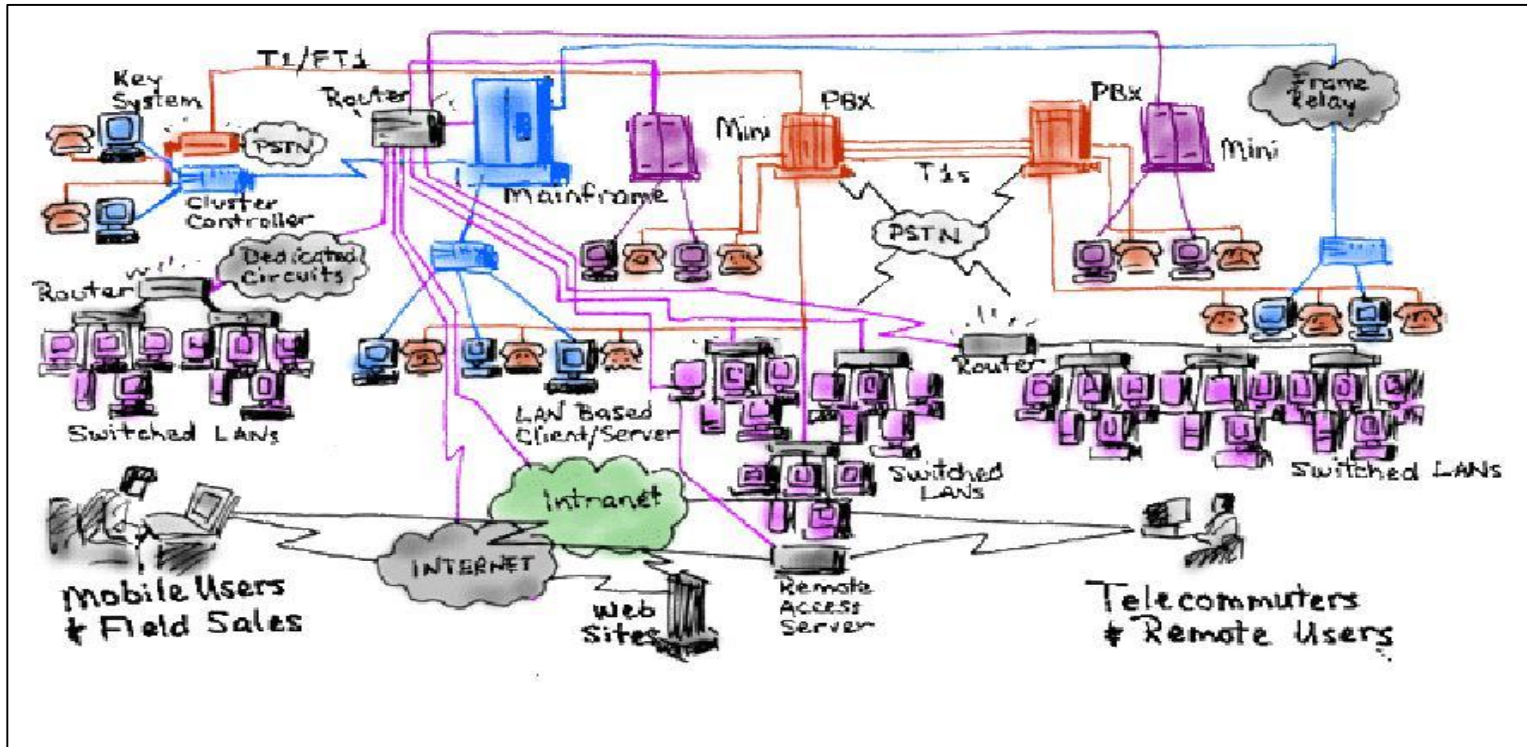 T1/FT1
Key
System
Router
PBX
PBX
Frame
Relay
PSTN
Mini
Mini
T1s
Mainframe
Cluster
Controller
PSTN
Dedicated
Circuits
Router
Router
LAN Based
Client/Server
Switched LANs
Switched
LANs
Switched LANs
Intranet
INTERNET
Mobile Users
& Field Sales
Web
Sites
Remote
Access
Server
Telecommuters
& Remote Users